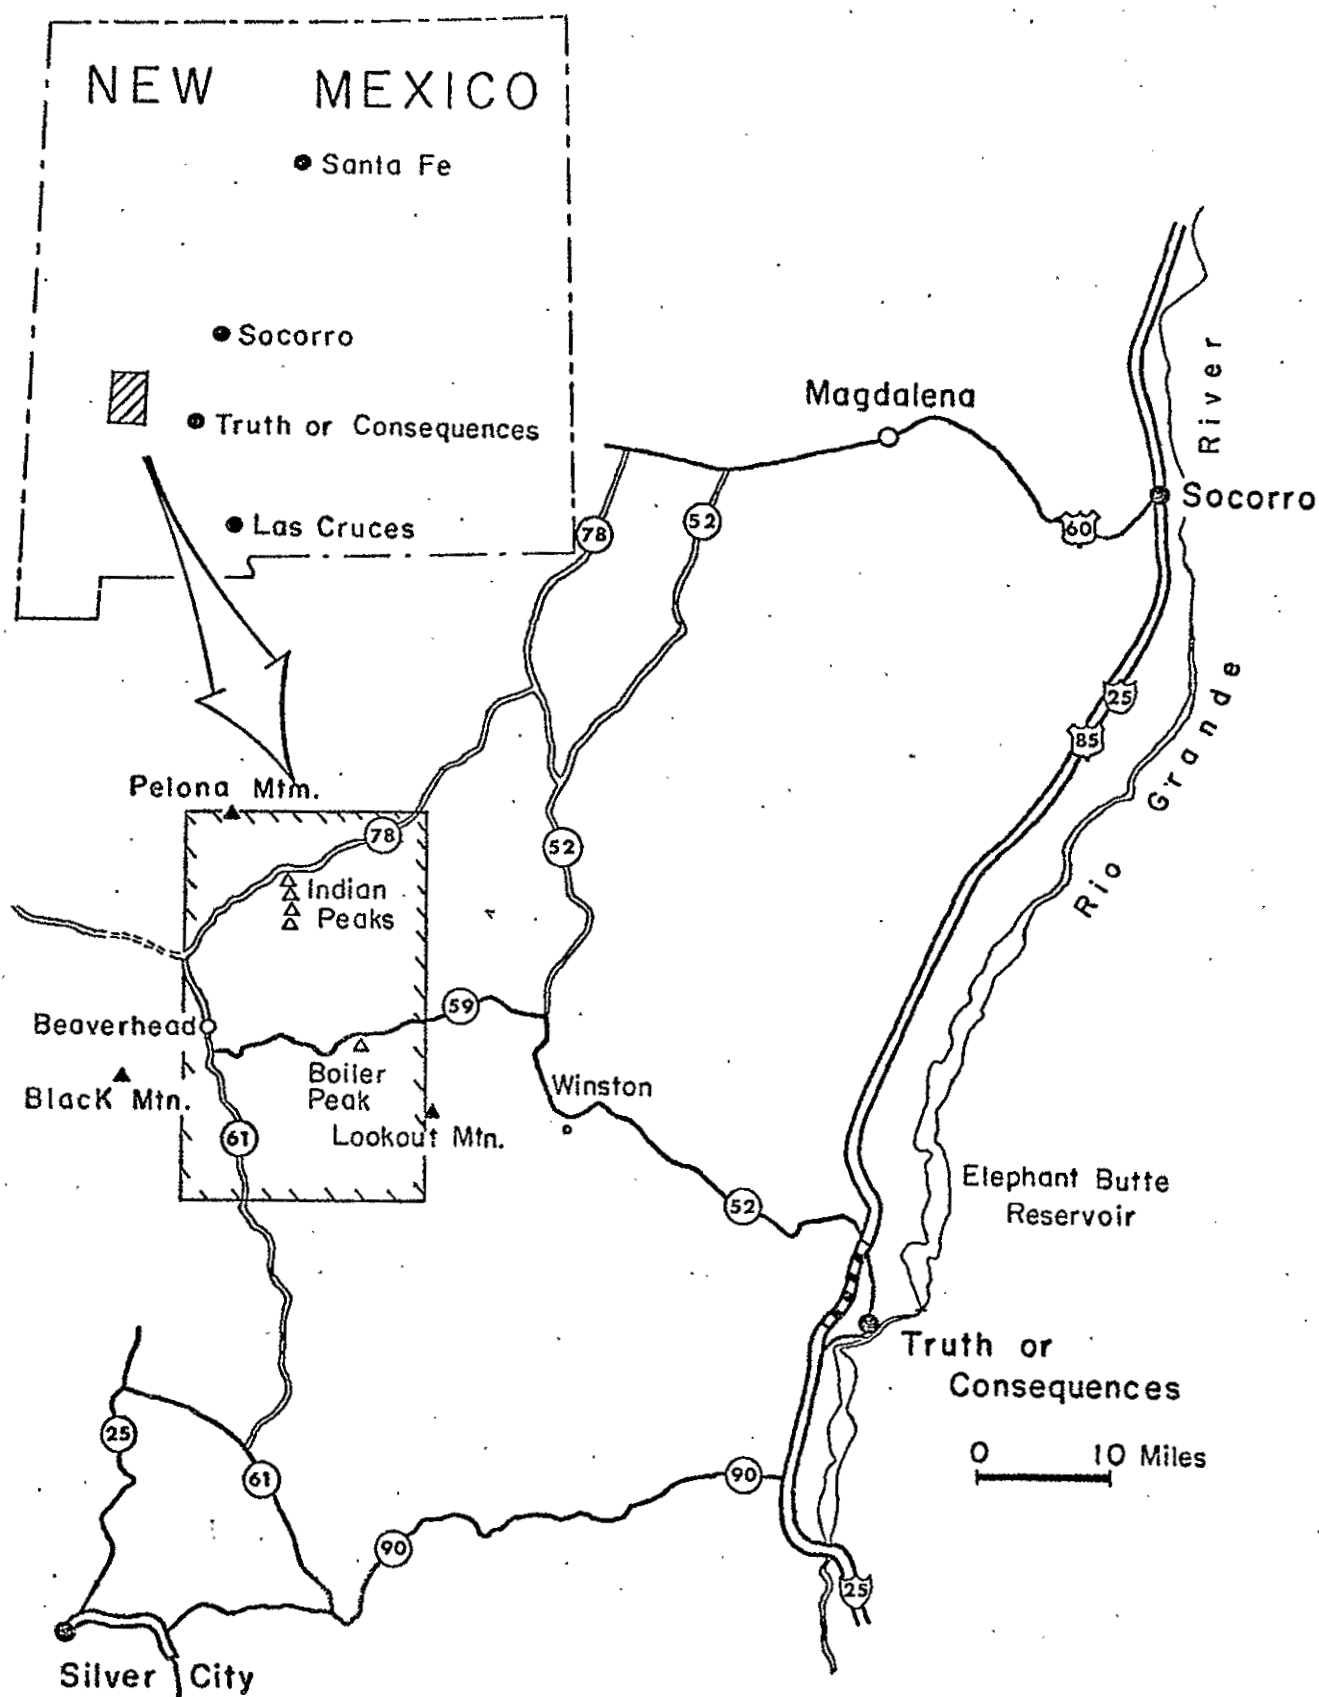 NEW MEXICO
Santa Fe
Socorro
Truth or Consequences
Las Cruces
Magdalena
River
Socorro
60
78
52
25
85
Rio Grande
Pelona Mtm.
78
52
Indian
Peaks
59
Beaverhead
Boiler
Peak
Black Mtn.
Winston
Lookout Mtn.
61
52
Elephant Butte
Reservoir
Truth or
Consequences
0 10 Miles
25
61
90
90
25
Silver City